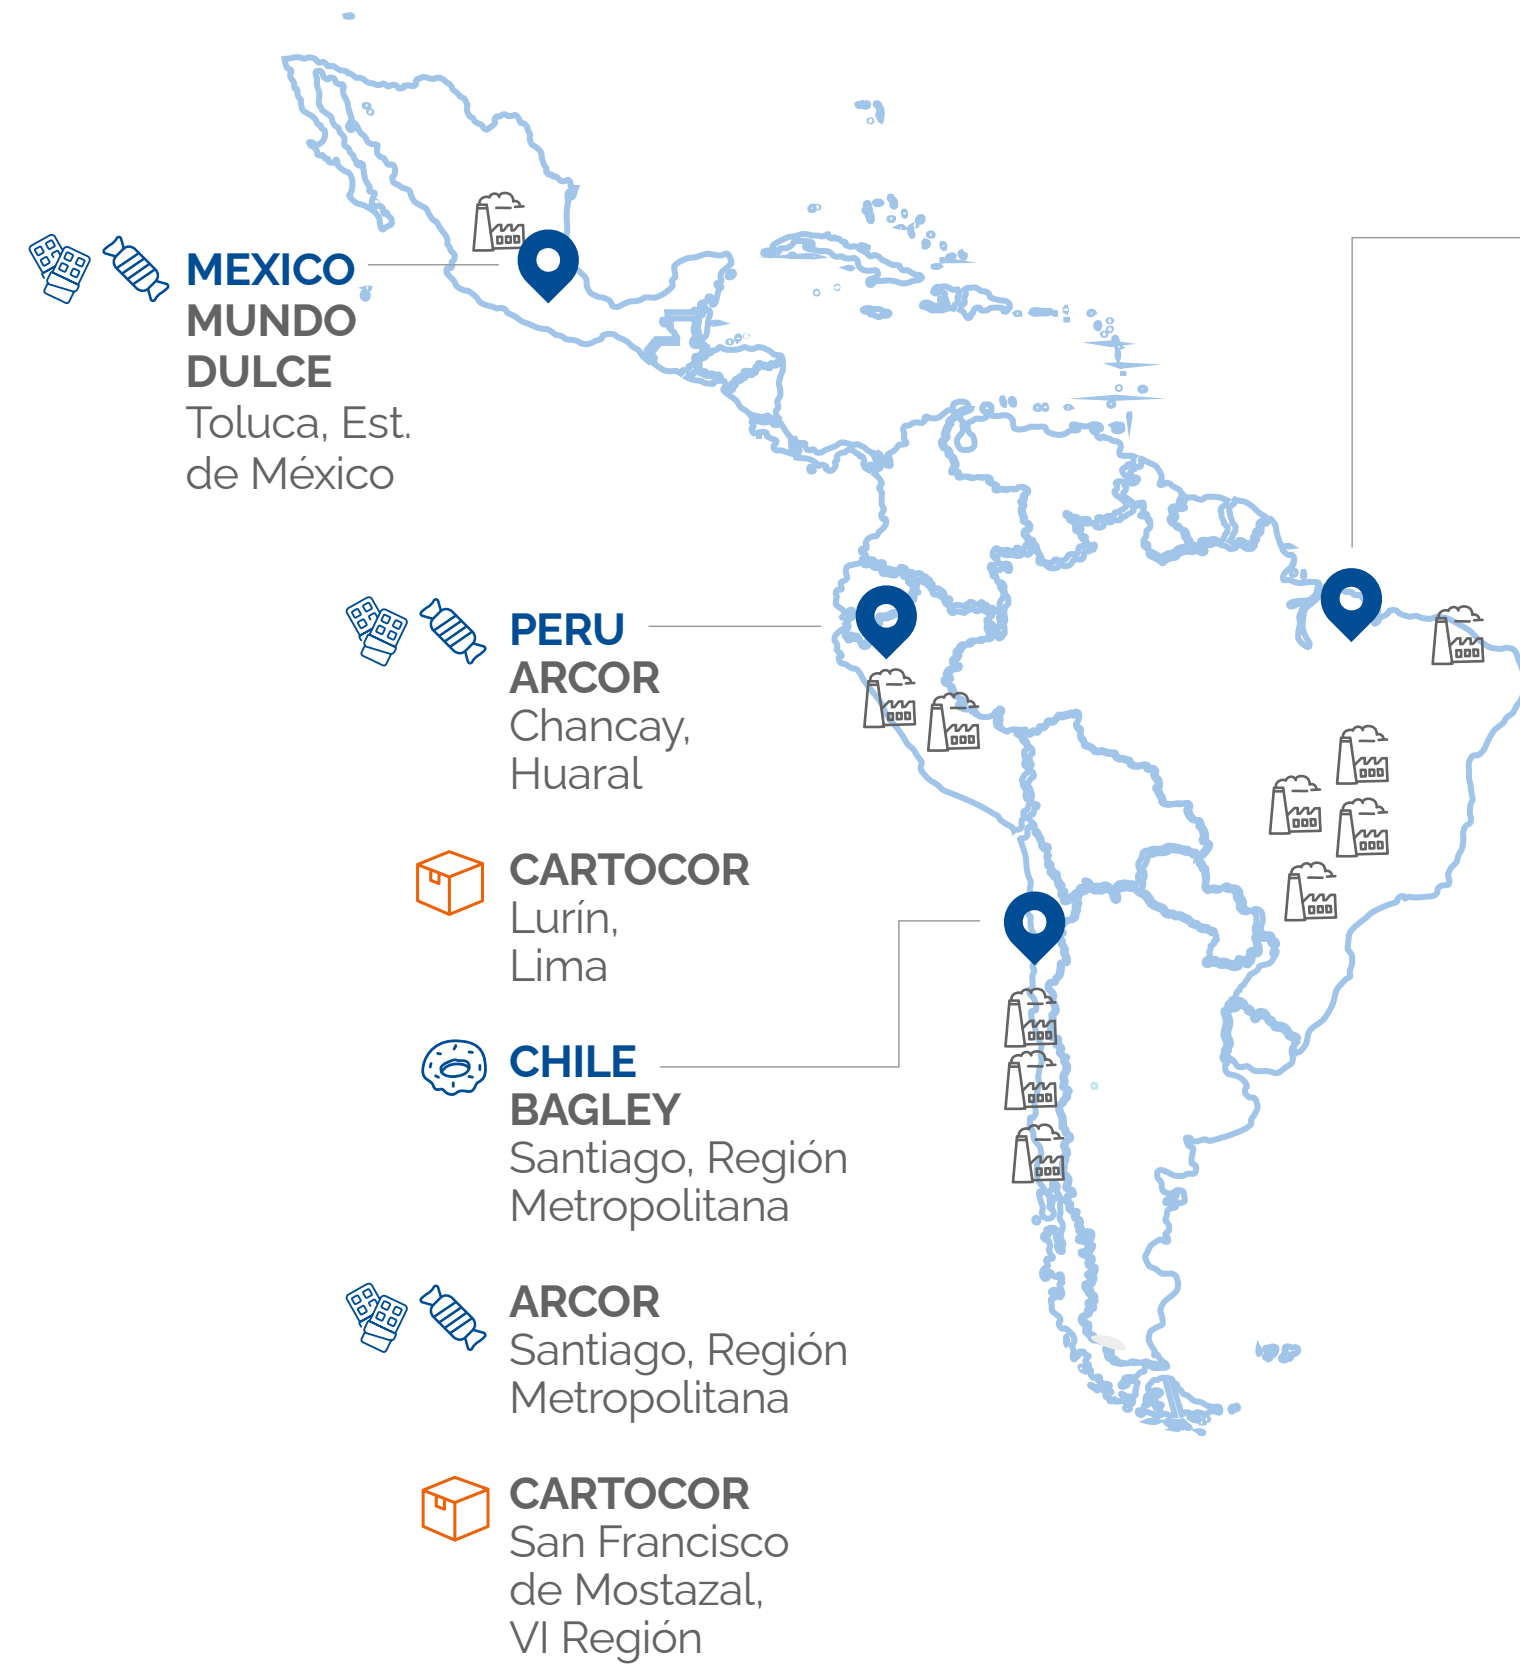 MEXICO
MUNDO
DULCE
Toluca, Est.
de México
PERU
ARCOR
Chancay,
Huaral
CARTOCOR
Lurín,
Lima
CHILE
BAGLEY
Santiago, Región
Metropolitana
ARCOR
Santiago, Región
Metropolitana
CARTOCOR
San Francisco
de Mostazal,
VI Región